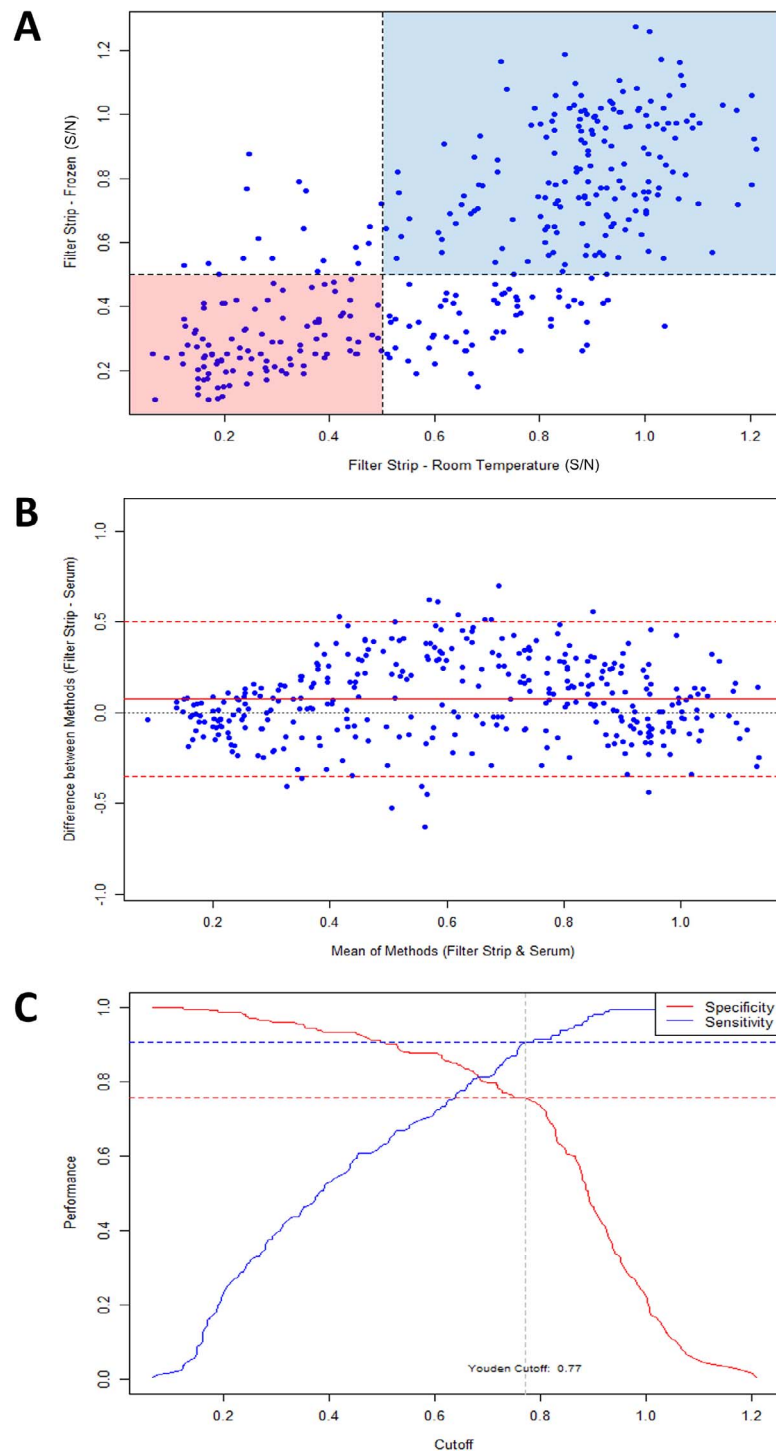 A
Filter Strip - Frozen (S/N)
1.2
1.0
0.8
0.6
0.4
0.2
0.2 0.4 0.6 0.8 1.0 1.2
Filter Strip - Room Temperature (S/N)
B
Difference between Methods (Filter Strip - Serum)
1.0
0.5
0.0
-0.5
-1.0
0.2 0.4 0.6 0.8 1.0
Mean of Methods (Filter Strip & Serum)
C
Performance
1.0
0.8
0.6
0.4
0.2
0.0
Specificity
Sensitivity
Youden Cutoff: 0.77
0.2 0.4 0.6 0.8 1.0 1.2
Cutoff